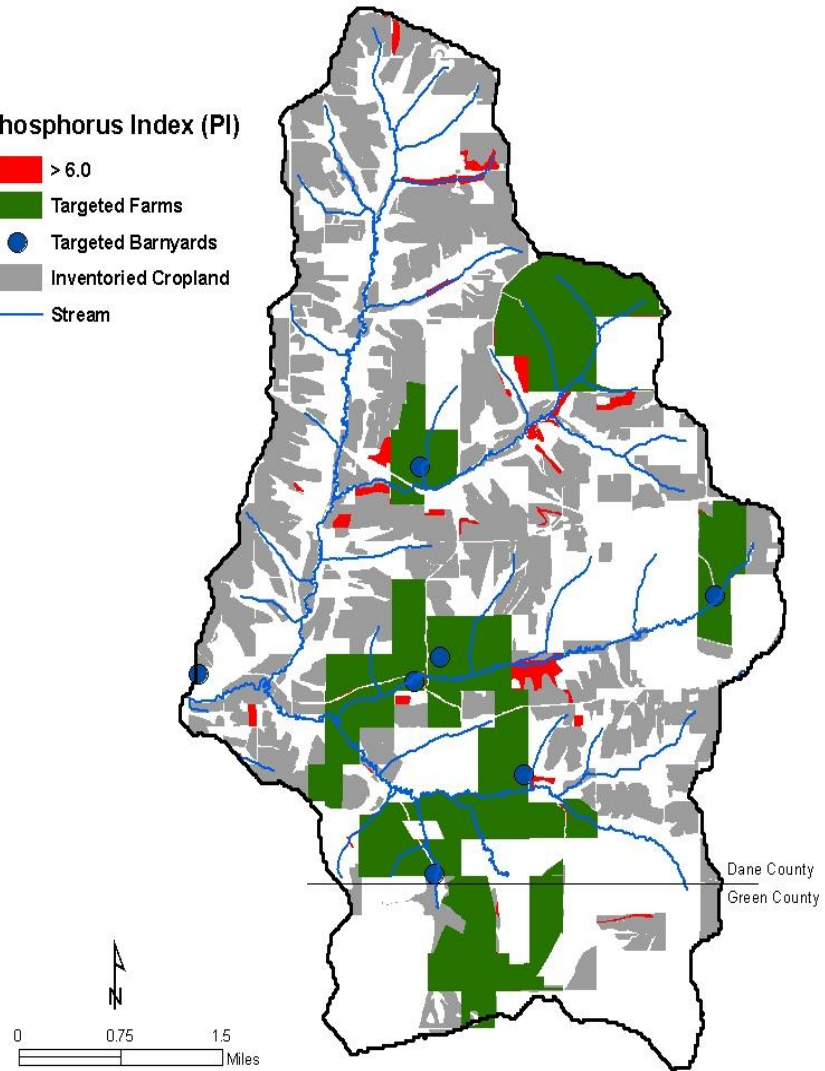 hosphorus Index (PI)
> 6.0
Targeted Farms
Targeted Barnyards
Inventoried Cropland
Stream
Dane County
Green County
N
0 0.75 1.5
Miles